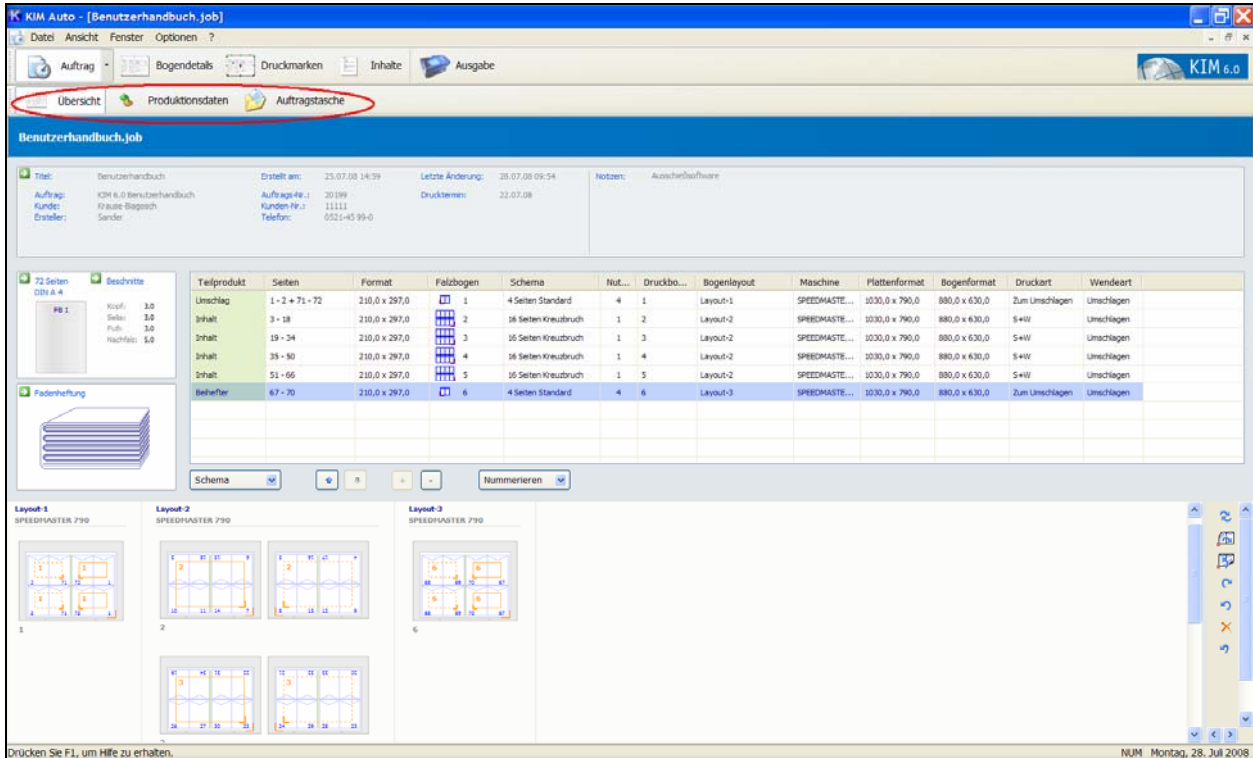 KIM Auto - [Benutzerhandbuch.job]
Datei Ansicht Fenster Optionen ?
Auftrag Bogendetails Druckmarken Inhalte Ausgabe KIM 6.0
Übersicht Produktionsdaten Auftragstasche
Benutzerhandbuch.job
Titel: Benutzerhandbuch Erstellt am: 25.07.08 14:59 Letzte Änderung: 28.07.08 09:54 Notizen: Ausschießsoftware
Auftrag: KIM 6.0 Benutzerhandbuch Auftrags-Nr.: 20199 Drucktermin: 22.07.08
Kunde: Krause-Biagosch Kunden-Nr.: 11111
Ersteller: Sander Telefon: 0521-45 99-0
72 Seiten Beschnitte
DIN A 4
FB 1
Kopf: 3.0
Seite: 3.0
Fuß: 3.0
Nachfalz: 5.0
Fadenheftung
Teilprodukt Seiten Format Falzbogen Schema Nut... Druckbo... Bogenlayout Maschine Plattenformat Bogenformat Druckart Wendeart
Umschlag 1 - 2 + 71 - 72 210,0 x 297,0 1 4 Seiten Standard 4 1 Layout-1 SPEEDMASTE... 1030,0 x 790,0 880,0 x 630,0 Zum Umschlagen Umschlagen
Inhalt 3 - 18 210,0 x 297,0 2 16 Seiten Kreuzbruch 1 2 Layout-2 SPEEDMASTE... 1030,0 x 790,0 880,0 x 630,0 S+W Umschlagen
Inhalt 19 - 34 210,0 x 297,0 3 16 Seiten Kreuzbruch 1 3 Layout-2 SPEEDMASTE... 1030,0 x 790,0 880,0 x 630,0 S+W Umschlagen
Inhalt 35 - 50 210,0 x 297,0 4 16 Seiten Kreuzbruch 1 4 Layout-2 SPEEDMASTE... 1030,0 x 790,0 880,0 x 630,0 S+W Umschlagen
Inhalt 51 - 66 210,0 x 297,0 5 16 Seiten Kreuzbruch 1 5 Layout-2 SPEEDMASTE... 1030,0 x 790,0 880,0 x 630,0 S+W Umschlagen
Beihefter 67 - 70 210,0 x 297,0 6 4 Seiten Standard 4 6 Layout-3 SPEEDMASTE... 1030,0 x 790,0 880,0 x 630,0 Zum Umschlagen Umschlagen
Schema Nummerieren
Layout-1 Layout-2 Layout-3
SPEEDMASTER 790 SPEEDMASTER 790 SPEEDMASTER 790
1 2 6
Drücken Sie F1, um Hilfe zu erhalten. NUM Montag, 28. Juli 2008